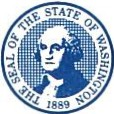 THE SEAL OF THE STATE OF WASHINGTON
1889